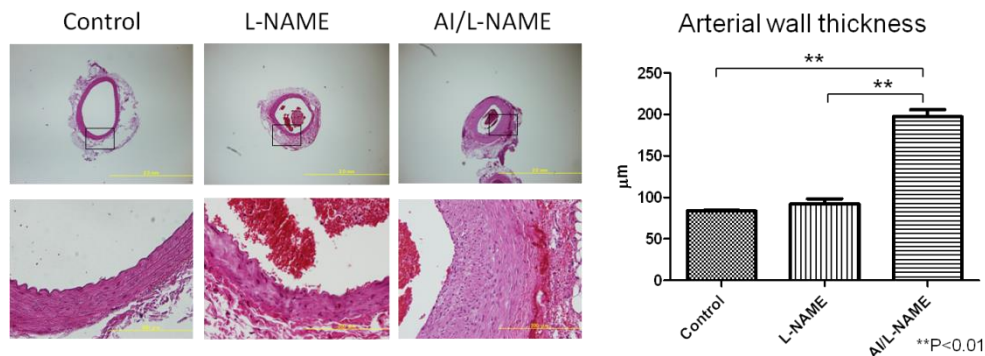 Control
L-NAME
AI/L-NAME
Arterial wall thickness
**
**
250
200
150
100
50
0
µm
Control
L-NAME
AI/L-NAME
**P<0.01